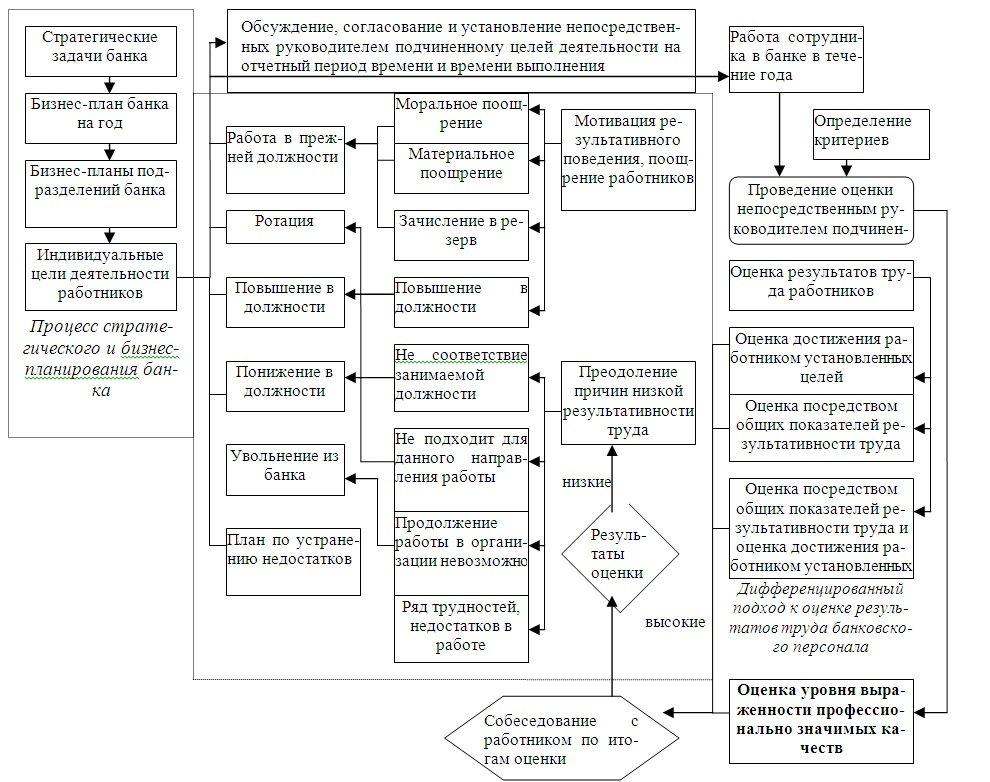 Стратегические
задачи банка
Бизнес-план банка
на год
Бизнес-планы под-
разделений банка
Индивидуальные
цели деятельности
работников
Процесс страте-
гического и бизнес-
планирования бан-
ка
Обсуждение, согласование и установление непосредствен-
ных руководителем подчиненному целей деятельности на
отчетный период времени и времени выполнения
Работа в преж-
ней должности
Ротация
Повышение в
должности
Понижение в
должности
Увольнение из
банка
План по устране-
нию недостатков
Моральное поощ-
рение
Материальное
поощрение
Зачисление в ре-
зерв
Повышение в
должности
Не соответствие
занимаемой
должности
Не подходит для
данного направ-
ления работы
Продолжение
работы в органи-
зации невозможно
Ряд трудностей,
недостатков в
работе
Мотивация ре-
зультативного
поведения, поощ-
рение работников
Преодоление
причин низкой
результативности
труда
низкие
Резуль-
таты
оценки
высокие
Собеседование с
работником по ито-
гам оценки
Работа сотрудни-
ка в банке в тече-
ние года
Определение
критериев
Проведение оценки
непосредственным ру-
ководителем подчинен-
Оценка результатов тру-
да работников
Оценка достижения ра-
ботником установленных
целей
Оценка посредством
общих показателей ре-
зультативности труда
Оценка посредством
общих показателей ре-
зультативности труда и
оценка достижения ра-
ботником установленных
Дифференцированный
подход к оценке резуль-
татов труда банковско-
го персонала
Оценка уровня выра-
женности профессио-
нально значимых ка-
честв